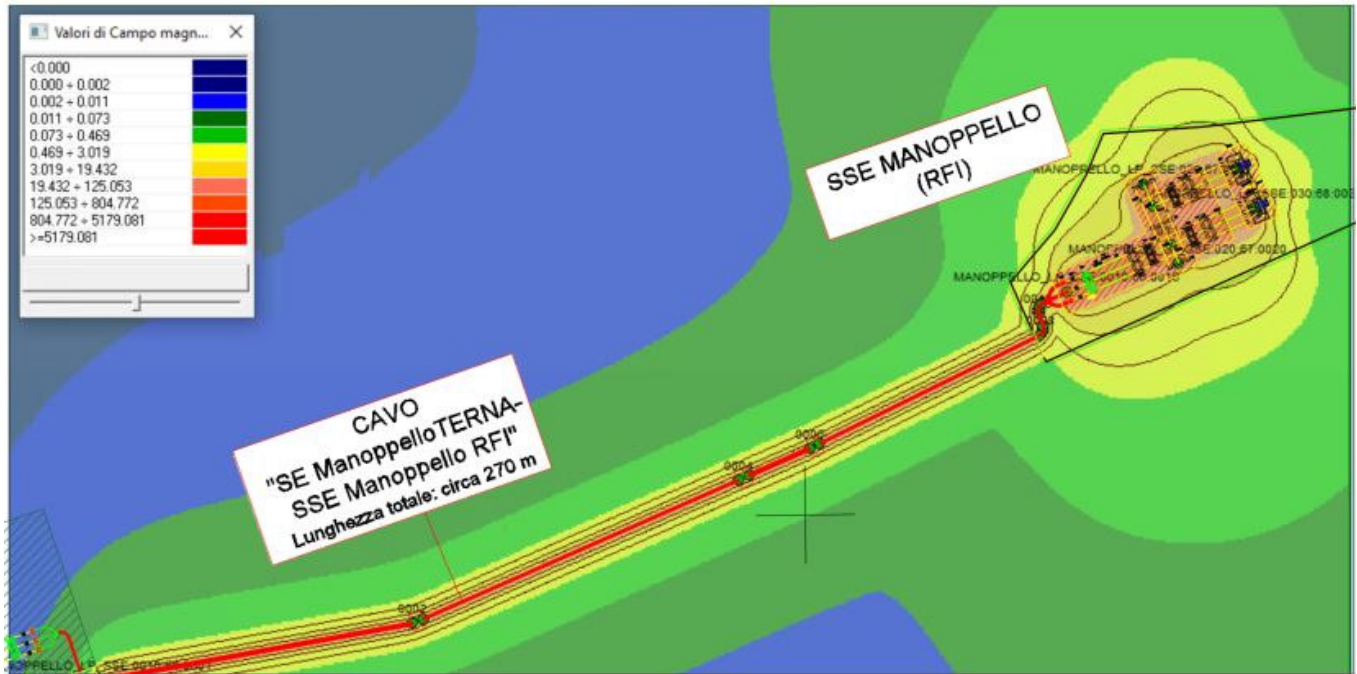 Valori di Campo magn...
<0.000
0.000 ÷ 0.002
0.002 ÷ 0.011
0.011 ÷ 0.073
0.073 ÷ 0.469
0.469 ÷ 3.019
3.019 ÷ 19.432
19.432 ÷ 125.053
125.053 ÷ 804.772
804.772 ÷ 5179.081
>=5179.081
SSE MANOPPELLO
(RFI)
CAVO
"SE ManoppelloTERNA-
SSE Manoppello RFI"
Lunghezza totale: circa 270 m
0005
0004
0002